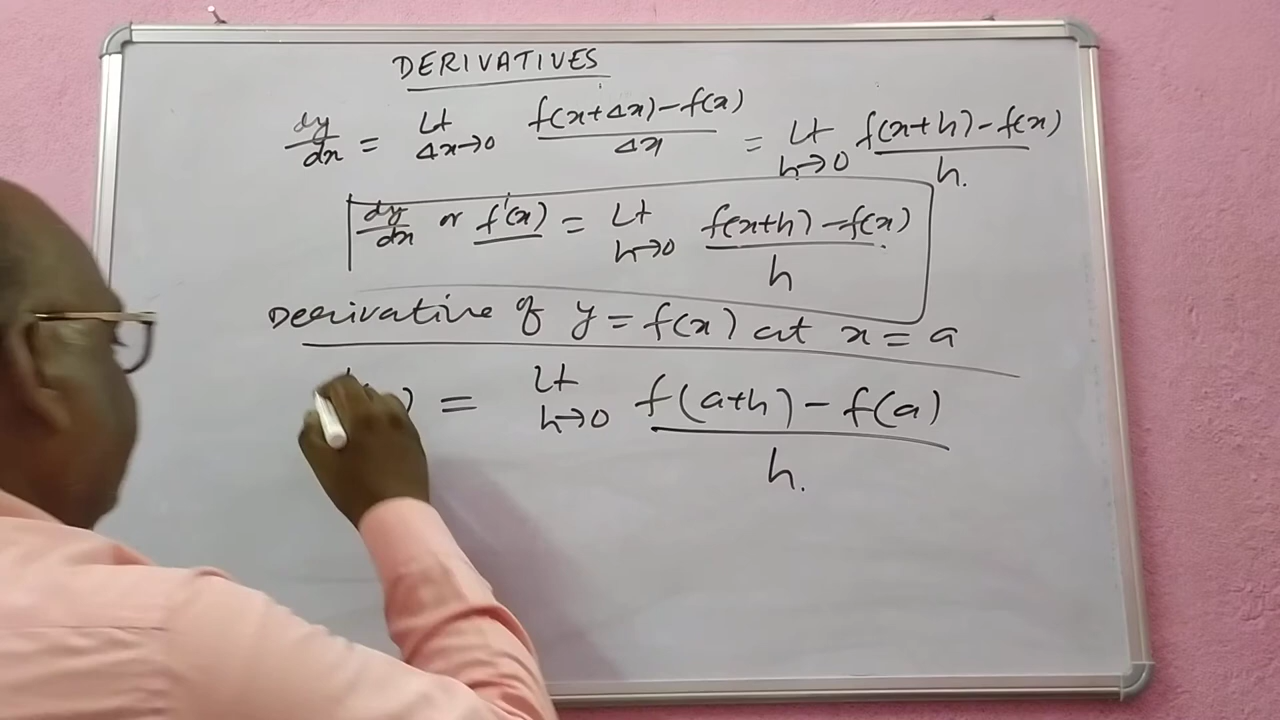 DERIVATIVES
dy/dx = Lt Δx→0 f(x+Δx)-f(x)/Δx = Lt h→0 f(x+h)-f(x)/h.
dy/dx or f'(x) = Lt h→0 f(x+h)-f(x)/h
Derivative of y = f(x) at x = a
= Lt h→0 f(a+h)-f(a)/h.